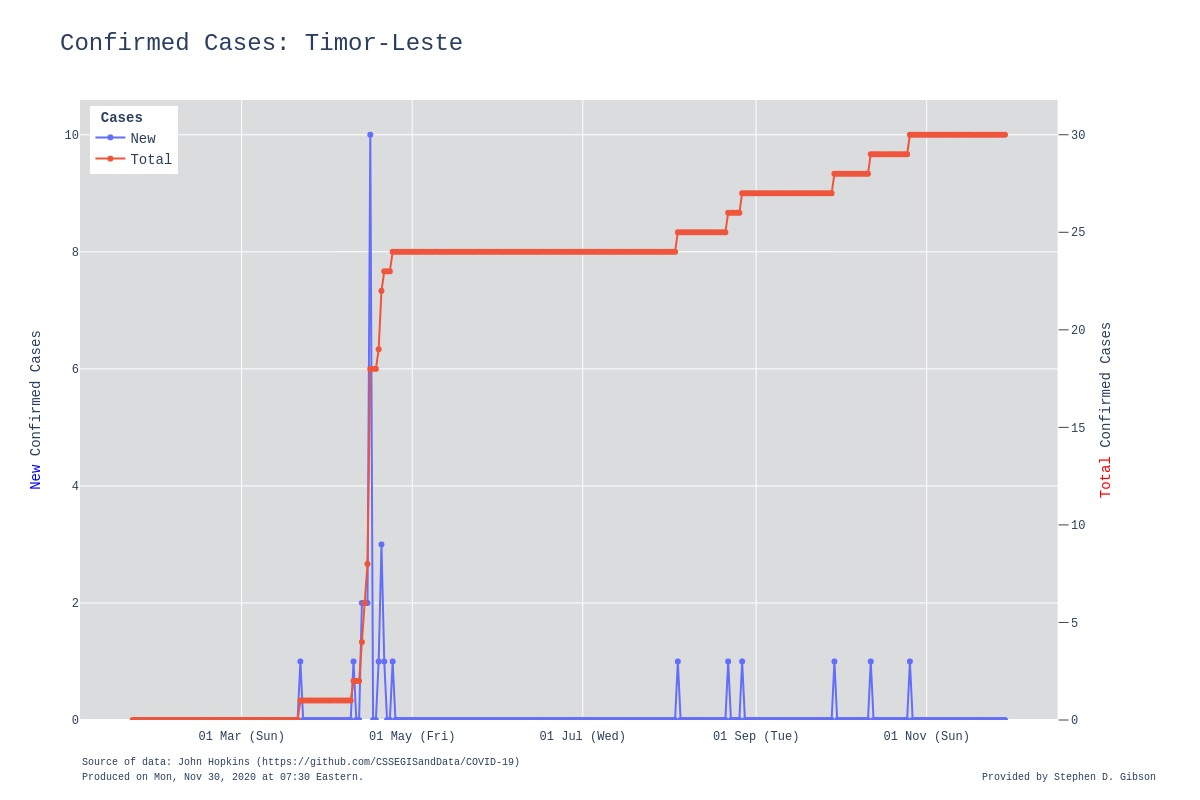 Confirmed Cases: Timor-Leste
Cases
New
Total
10
8
6
4
2
0
30
25
20
15
10
5
0
New Confirmed Cases
Total Confirmed Cases
01 Mar (Sun)
01 May (Fri)
01 Jul (Wed)
01 Sep (Tue)
01 Nov (Sun)
Source of data: John Hopkins (https://github.com/CSSEGISandData/COVID-19)
Produced on Mon, Nov 30, 2020 at 07:30 Eastern.
Provided by Stephen D. Gibson